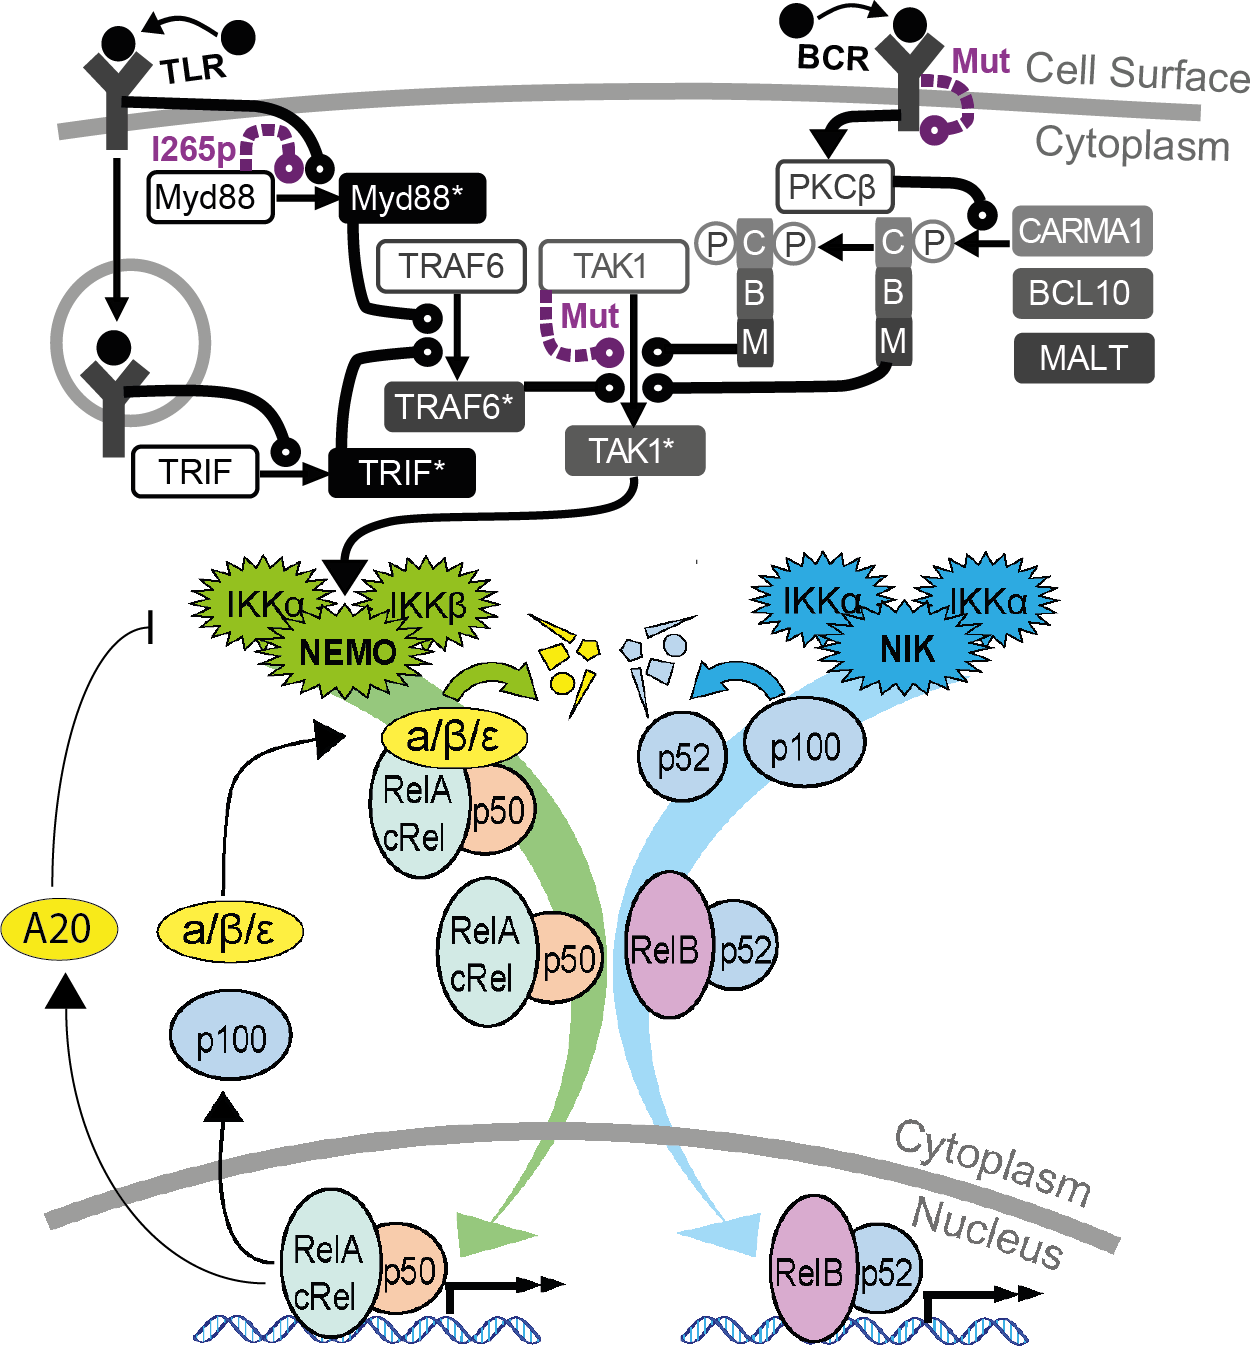 TLR
BCR
Mut
Cell Surface
Cytoplasm
I265p
Myd88
Myd88*
PKCβ
TRAF6
TAK1
P
C
P
C
P
CARMA1
B
B
BCL10
Mut
M
M
MALT
TRAF6*
TRIF
TRIF*
TAK1*
IKKα
IKKβ
NEMO
IKKα
IKKα
NIK
a/β/ε
RelA
cRel
p50
p52
p100
A20
a/β/ε
RelA
cRel
p50
RelB
p52
p100
Cytoplasm
Nucleus
RelA
cRel
p50
RelB
p52